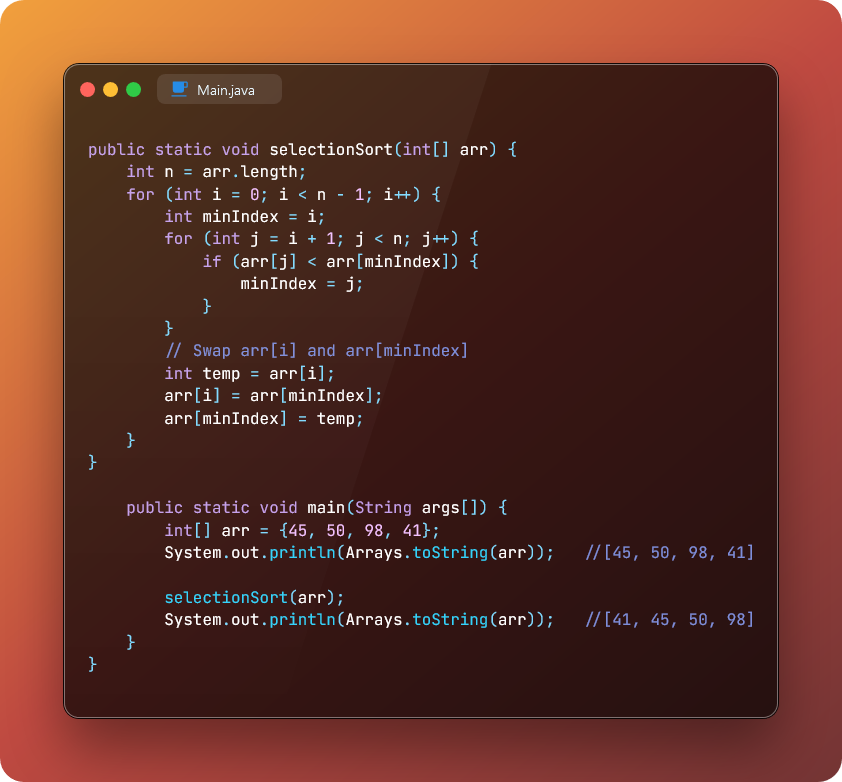 Main.java
public static void selectionSort(int[] arr) {
    int n = arr.length;
    for (int i = 0; i < n - 1; i++) {
        int minIndex = i;
        for (int j = i + 1; j < n; j++) {
            if (arr[j] < arr[minIndex]) {
                minIndex = j;
            }
        }
        // Swap arr[i] and arr[minIndex]
        int temp = arr[i];
        arr[i] = arr[minIndex];
        arr[minIndex] = temp;
    }
}
    public static void main(String args[]) {
        int[] arr = {45, 50, 98, 41};
        System.out.println(Arrays.toString(arr));   //[45, 50, 98, 41]
        selectionSort(arr);
        System.out.println(Arrays.toString(arr));   //[41, 45, 50, 98]
    }
}